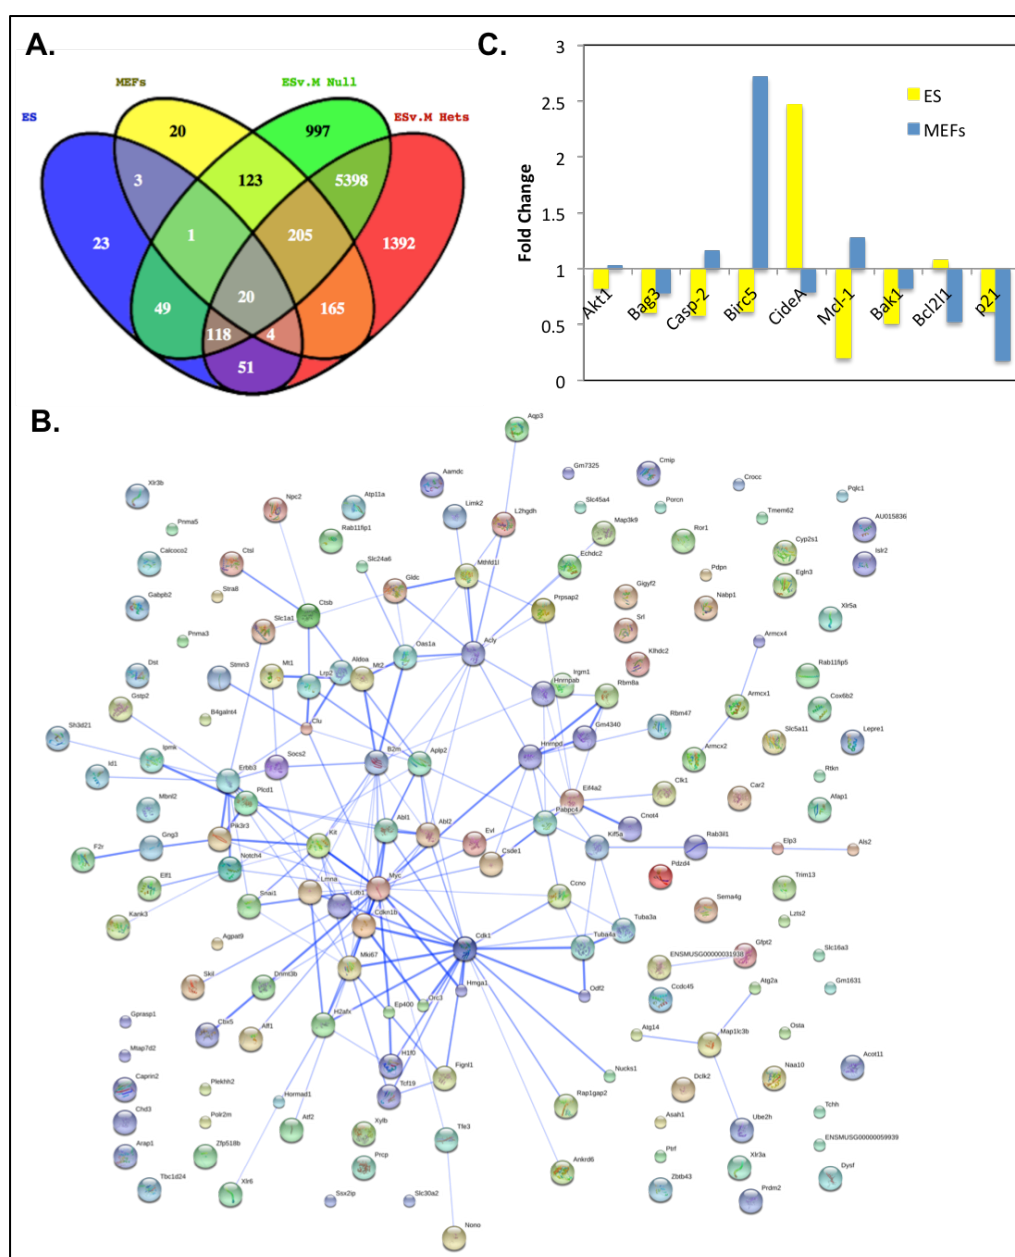 A.
MEFs
ESv.M Null
ES
ESv.M Hets
20
997
3
123
5398
23
1
205
1392
49
20
165
118
4
51
C.
3
2.5
2
1.5
1
0.5
0
Fold Change
ES
MEFs
Akt1
Bag3
Casp-2
Birc5
CideA
Mcl-1
Bak1
Bcl2l1
p21
B.
Aqp3
Xlr3b
Aamdc
Gm7325
Cmip
Crocc
Pqlc1
Npc2
Atp11a
Limk2
L2hgdh
Slc45a4
Porcn
Pnma5
Rab11fip1
Map3k9
Ror1
Tmem62
AU015836
Calcoco2
Ctsl
Slc24a6
Mthfd1l
Echdc2
Cyp2s1
Islr2
Gldc
Pdpn
Egln3
Stra8
Gabpb2
Ctsb
Prpsap2
Gigyf2
Nabp1
Xlr5a
Slc1a1
Srl
Pnma3
Oas1a
Acly
Klhdc2
Armcx4
Dst
Stmn3
Mt1
Lrp2
Aldoa
Mt2
Irgm1
Hnrnpab
Rbm8a
Rab11fip5
Gstp2
B4galnt4
Clu
Armcx1
Cox6b2
Sh3d21
Gm4340
Rbm47
Slc5a11
Lepre1
Ipmk
Socs2
B2m
Aplp2
Hnrnpd
Armcx2
Id1
Erbb3
Rtkn
Mbnl2
Plcd1
Eif4a2
Clk1
Car2
Afap1
Gng3
Pik3r3
Kit
Abl1
Abl2
Evl
Pabpc4
Cnot4
F2r
Notch4
Csde1
Kif5a
Rab3il1
Elp3
Als2
Elf1
Lmna
Myc
Pdzd4
Trim13
Snai1
Ldb1
Ccno
Sema4g
Kank3
Cdkn1b
Tuba3a
Lzts2
Agpat9
Cdk1
Tuba4a
Mki67
ENSMUSG00000031938
Gfpt2
Slc16a3
Skil
Dnmt3b
Hmga1
Odf2
Ccdc45
Atg2a
Gm1631
Gprasp1
Cbx5
Aff1
H2afx
Ep400
Orc3
Atg14
Map1lc3b
Osta
Mtap7d2
H1f0
Fignl1
Nucks1
Naa10
Acot11
Caprin2
Plekhh2
Hormad1
Tcf19
Rap1gap2
Dclk2
Chd3
Polr2m
Atf2
Xylb
Tfe3
Asah1
Ube2h
Tchh
Arap1
Zfp518b
Prcp
Ptrf
ENSMUSG00000059939
Tbc1d24
Xlr6
Ankrd6
Zbtb43
Xlr3a
Dysf
Ssx2ip
Slc30a2
Prdm2
Nono